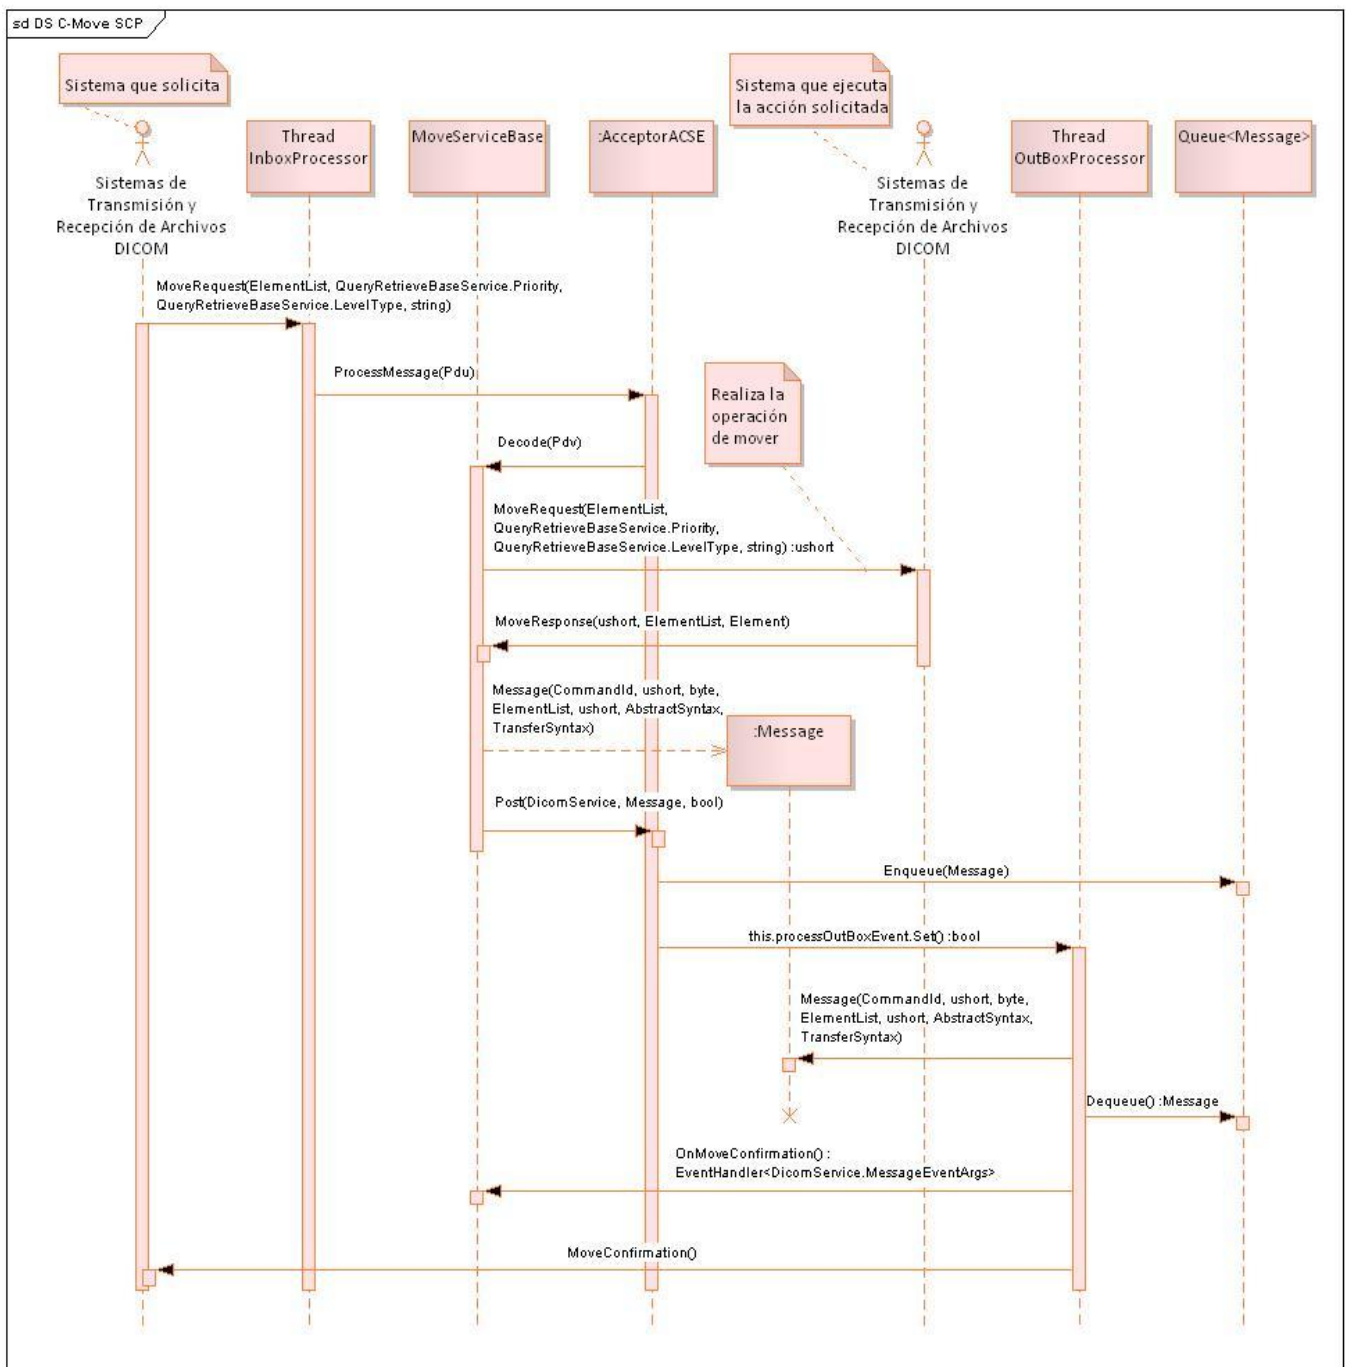 sd DS C-Move SCP
Sistema que solicita
Sistema que ejecuta
la acción solicitada
Thread
InboxProcessor
MoveServiceBase
:AcceptorACSE
Thread
OutBoxProcessor
Queue<Message>
Sistemas de
Transmisión y
Recepción de Archivos
DICOM
Sistemas de
Transmisión y
Recepción de Archivos
DICOM
MoveRequest(ElementList, QueryRetrieveBaseService.Priority,
QueryRetrieveBaseService.LevelType, string)
ProcessMessage(Pdu)
Realiza la
operación
de mover
Decode(Pdv)
MoveRequest(ElementList,
QueryRetrieveBaseService.Priority,
QueryRetrieveBaseService.LevelType, string) :ushort
MoveResponse(ushort, ElementList, Element)
Message(CommandId, ushort, byte,
ElementList, ushort, AbstractSyntax,
TransferSyntax)
:Message
Post(DicomService, Message, bool)
Enqueue(Message)
this.processOutBoxEvent.Set() :bool
Message(CommandId, ushort, byte,
ElementList, ushort, AbstractSyntax,
TransferSyntax)
Dequeue() :Message
OnMoveConfirmation() :
EventHandler<DicomService.MessageEventArgs>
MoveConfirmation()